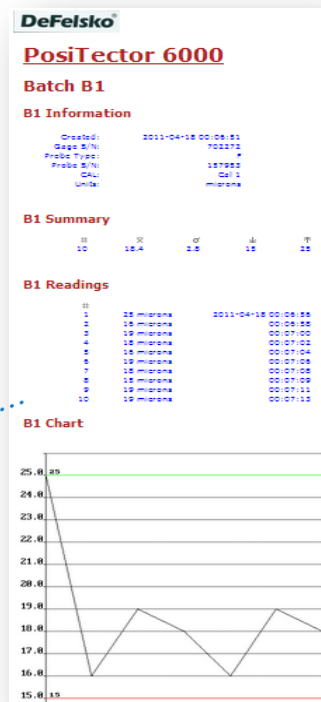 DeFelsko®
PosiTector 6000
Batch B1
B1 Information
Created: 2011-04-18 00:06:51
Gage S/N: 702272
Probe Type: F
Probe S/N: 157953
CAL: Cal 1
Units: microns
B1 Summary
# x̄ σ ↓ ↑
10 18.4 2.8 15 25
B1 Readings
#
1 25 microns 2011-04-18 00:06:56
2 16 microns 00:06:58
3 19 microns 00:07:00
4 18 microns 00:07:02
5 16 microns 00:07:04
6 19 microns 00:07:06
7 18 microns 00:07:08
8 15 microns 00:07:09
9 19 microns 00:07:11
10 19 microns 00:07:13
B1 Chart
25.0 25
24.0
23.0
22.0
21.0
20.0
19.0
18.0
17.0
16.0
15.0 15